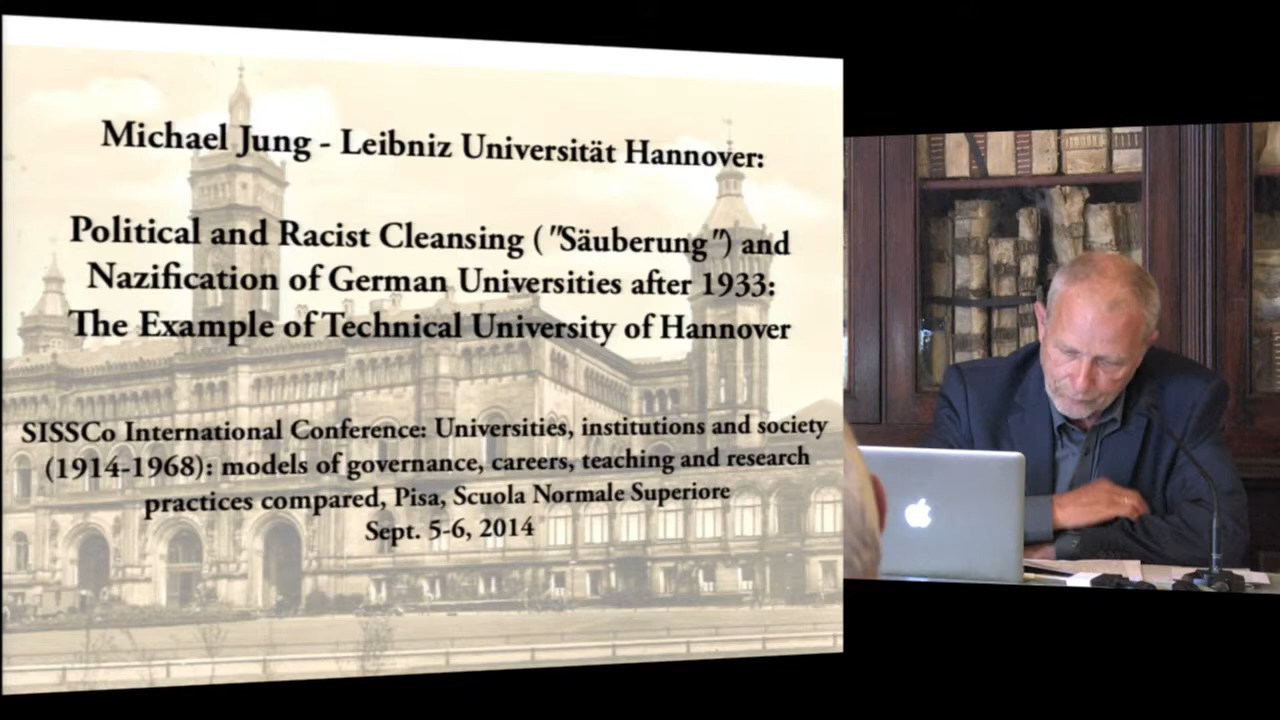 Michael Jung - Leibniz Universität Hannover:
Political and Racist Cleansing ("Säuberung") and
Nazification of German Universities after 1933:
The Example of Technical University of Hannover
SISSCo International Conference: Universities, institutions and society
(1914-1968): models of governance, careers, teaching and research
practices compared, Pisa, Scuola Normale Superiore
Sept. 5-6, 2014